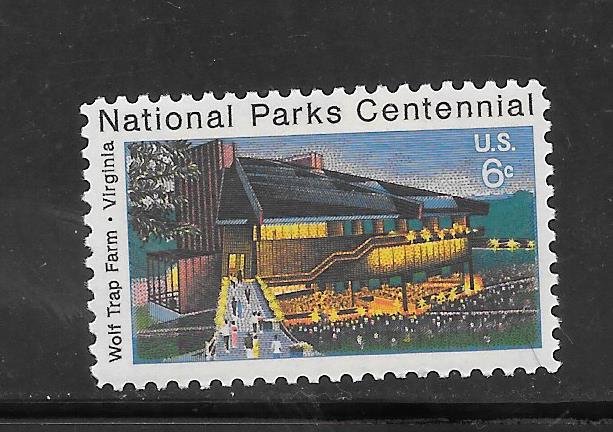 National Parks Centennial
U.S.
6c
Wolf Trap Farm · Virginia